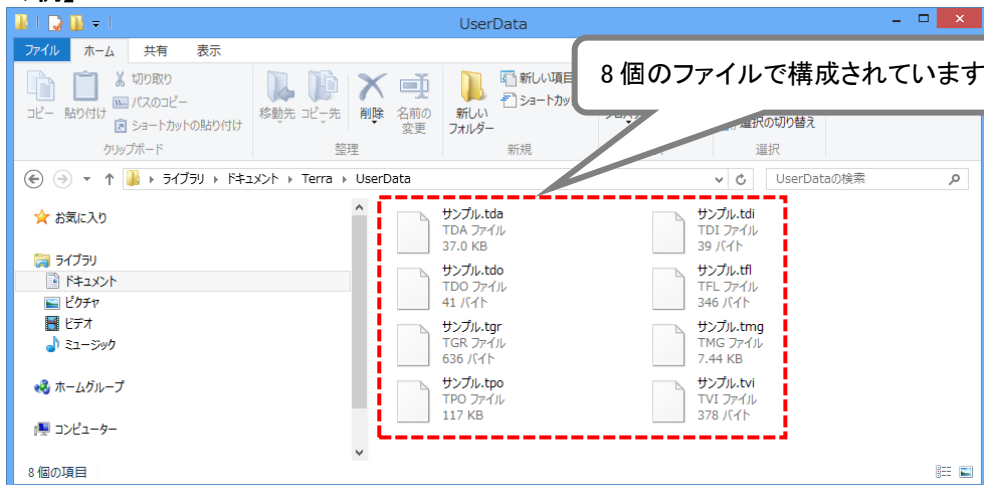 UserData
ファイル ホーム 共有 表示
8 個のファイルで構成されています
コピー 貼り付け
切り取り
パスのコピー
ショートカットの貼り付け
移動先 コピー先 削除 名前の変更
新しいフォルダー
新しい項目
ショートカッ
選択の切り替え
クリップボード 整理 新規 選択
ライブラリ ▸ ドキュメント ▸ Terra ▸ UserData
UserDataの検索
お気に入り
ライブラリ
ドキュメント
ピクチャ
ビデオ
ミュージック
ホームグループ
コンピューター
サンプル.tda
TDA ファイル
37.0 KB
サンプル.tdi
TDI ファイル
39 バイト
サンプル.tdo
TDO ファイル
41 バイト
サンプル.tfl
TFL ファイル
346 バイト
サンプル.tgr
TGR ファイル
636 バイト
サンプル.tmg
TMG ファイル
7.44 KB
サンプル.tpo
TPO ファイル
117 KB
サンプル.tvi
TVI ファイル
378 バイト
8 個の項目